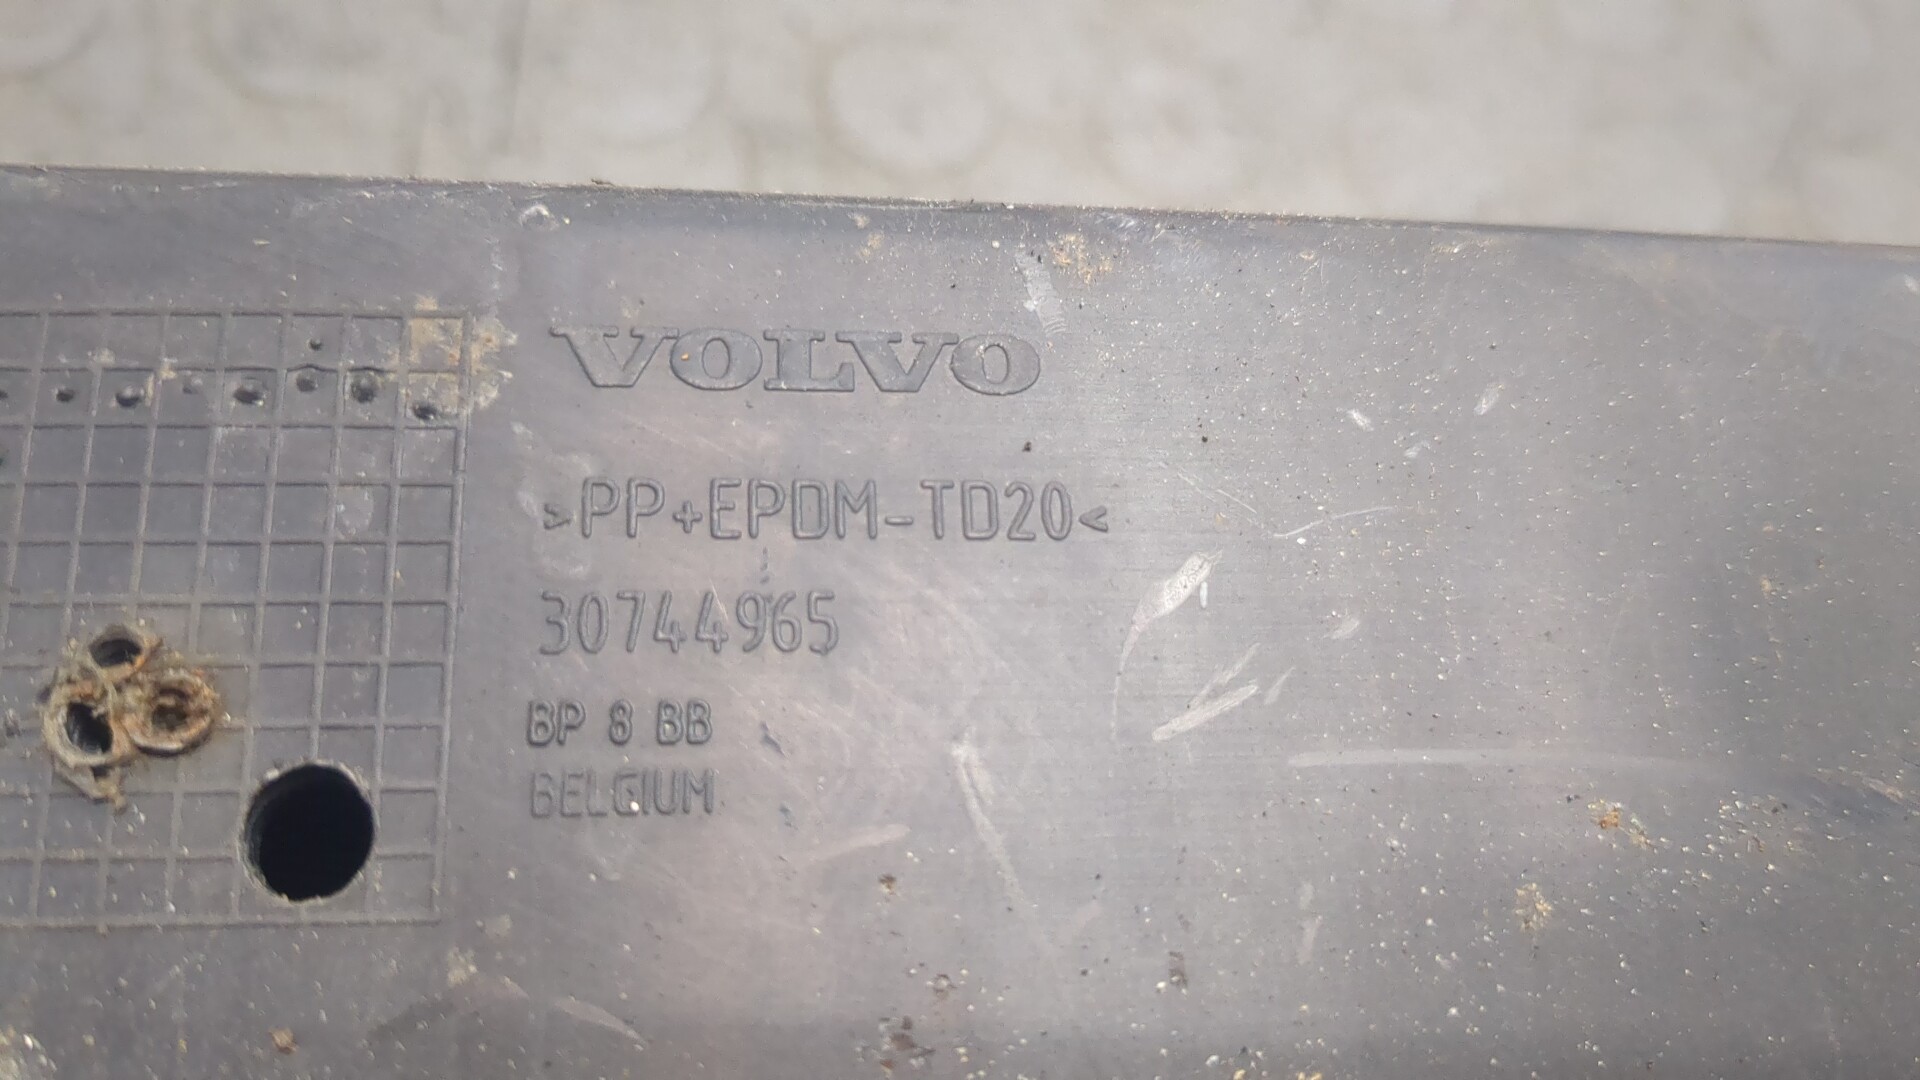 VOLVO
>PP+EPDM-TD20<
30744965
BP 8 BB
BELGIUM